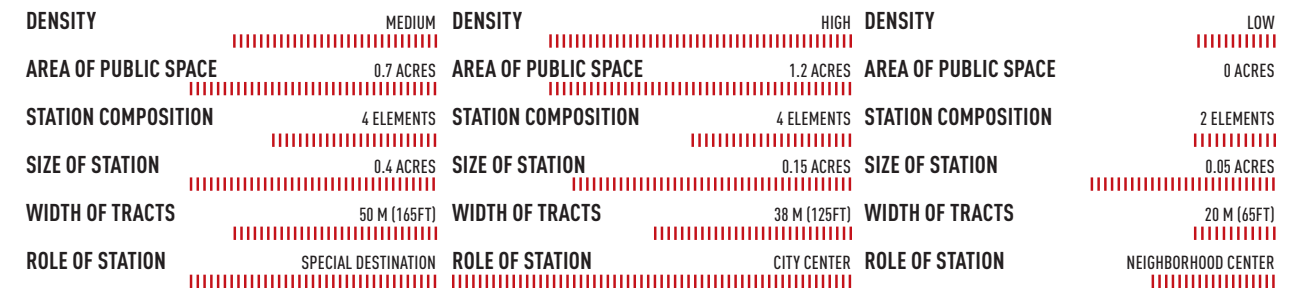 DENSITY MEDIUM
AREA OF PUBLIC SPACE 0.7 ACRES
STATION COMPOSITION 4 ELEMENTS
SIZE OF STATION 0.4 ACRES
WIDTH OF TRACTS 50 M (165FT)
ROLE OF STATION SPECIAL DESTINATION
DENSITY HIGH
AREA OF PUBLIC SPACE 1.2 ACRES
STATION COMPOSITION 4 ELEMENTS
SIZE OF STATION 0.15 ACRES
WIDTH OF TRACTS 38 M (125FT)
ROLE OF STATION CITY CENTER
DENSITY LOW
AREA OF PUBLIC SPACE 0 ACRES
STATION COMPOSITION 2 ELEMENTS
SIZE OF STATION 0.05 ACRES
WIDTH OF TRACTS 20 M (65FT)
ROLE OF STATION NEIGHBORHOOD CENTER